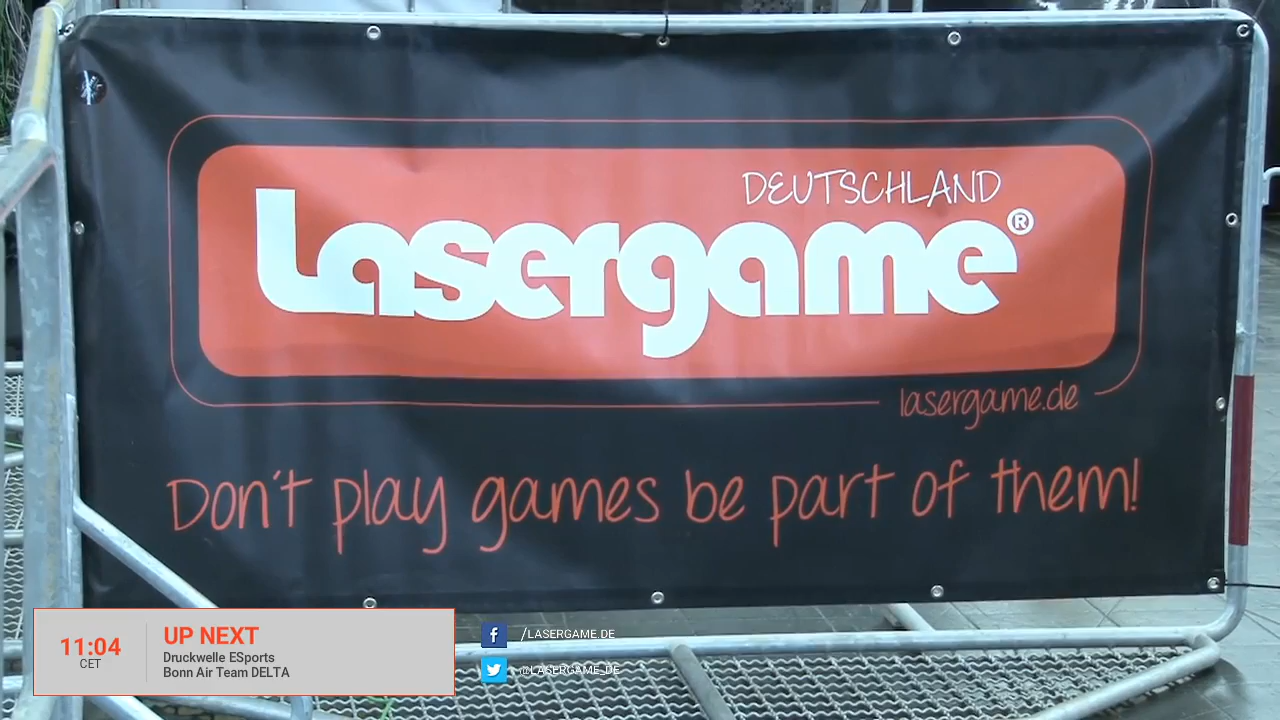 DEUTSCHLAND
Lasergame®
lasergame.de
Don't play games be part of them!
11:04
CET
UP NEXT
Druckwelle ESports
Bonn Air Team DELTA
/LASERGAME.DE
@LASERGAME_DE